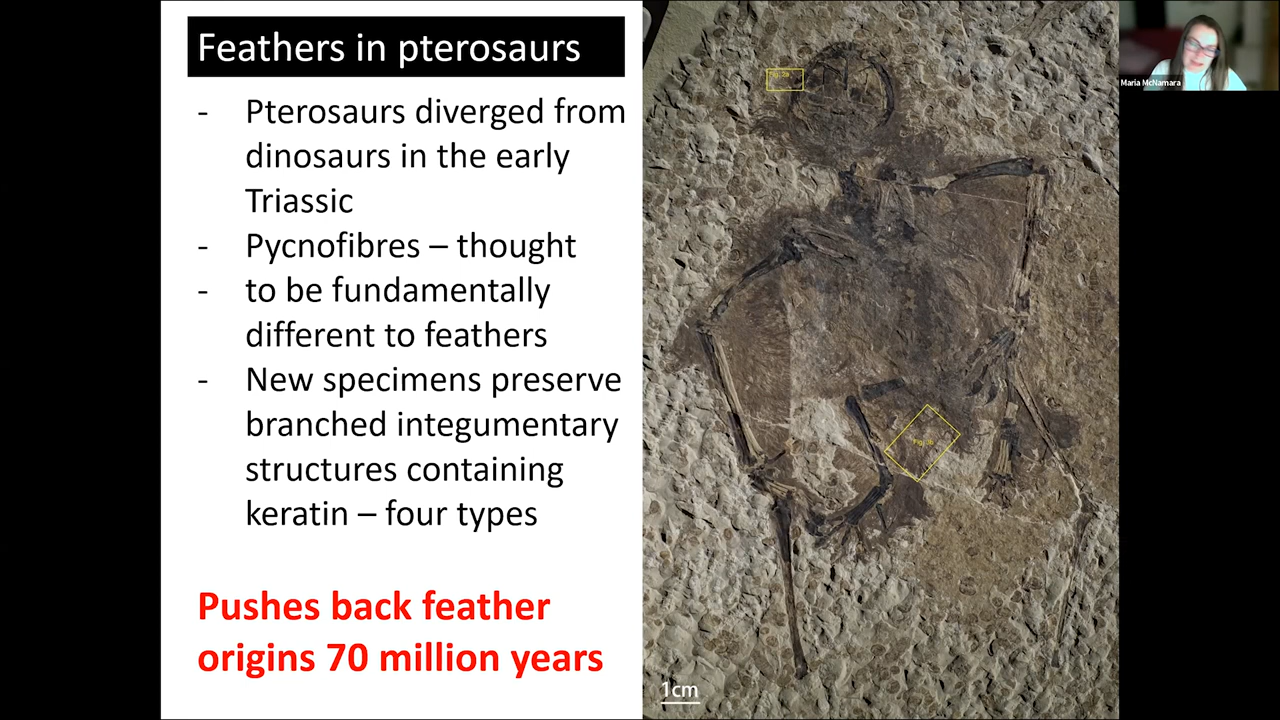 Feathers in pterosaurs
- Pterosaurs diverged from
dinosaurs in the early
Triassic
- Pycnofibres – thought
- to be fundamentally
different to feathers
- New specimens preserve
branched integumentary
structures containing
keratin – four types
Pushes back feather
origins 70 million years
1cm
Maria McNamara